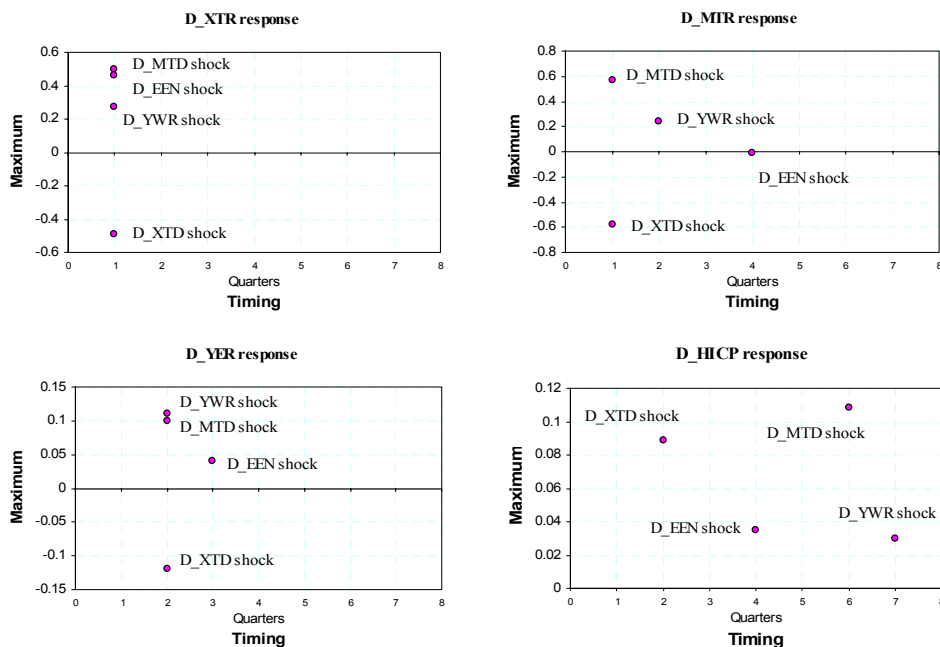 D_XTR response
0.6
0.4
0.2
0
-0.2
-0.4
-0.6
Maximum
D_MTD shock
D_EEN shock
D_YWR shock
D_XTD shock
0 1 2 3 4 5 6 7 8
Quarters
Timing
D_MTR response
0.8
0.6
0.4
0.2
0
-0.2
-0.4
-0.6
-0.8
Maximum
D_MTD shock
D_YWR shock
D_EEN shock
D_XTD shock
0 1 2 3 4 5 6 7 8
Quarters
Timing
D_YER response
0.15
0.1
0.05
0
-0.05
-0.1
-0.15
Maximum
D_YWR shock
D_MTD shock
D_EEN shock
D_XTD shock
0 1 2 3 4 5 6 7 8
Quarters
Timing
D_HICP response
0.12
0.1
0.08
0.06
0.04
0.02
0
Maximum
D_XTD shock
D_MTD shock
D_YWR shock
D_EEN shock
0 1 2 3 4 5 6 7 8
Quarters
Timing